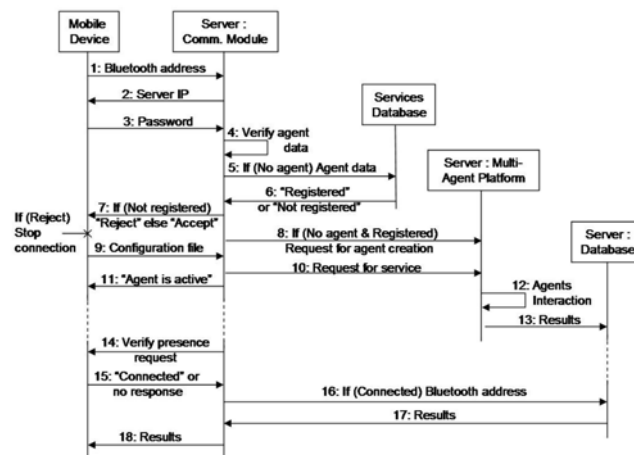 Mobile
Device
Server :
Comm. Module
1: Bluetooth address
2: Server IP
Services
Database
3: Password
4: Verify agent
data
5: If (No agent) Agent data
Server : Multi-
Agent Platform
6: "Registered"
or "Not registered"
7: If (Not registered)
"Reject" else "Accept"
If (Reject)
Stop
connection
8: If (No agent & Registered)
Request for agent creation
Server :
Database
9: Configuration file
10: Request for service
11: "Agent is active"
12: Agents
Interaction
13: Results
14: Verify presence
request
15: "Connected" or
no response
16: If (Connected) Bluetooth address
17: Results
18: Results